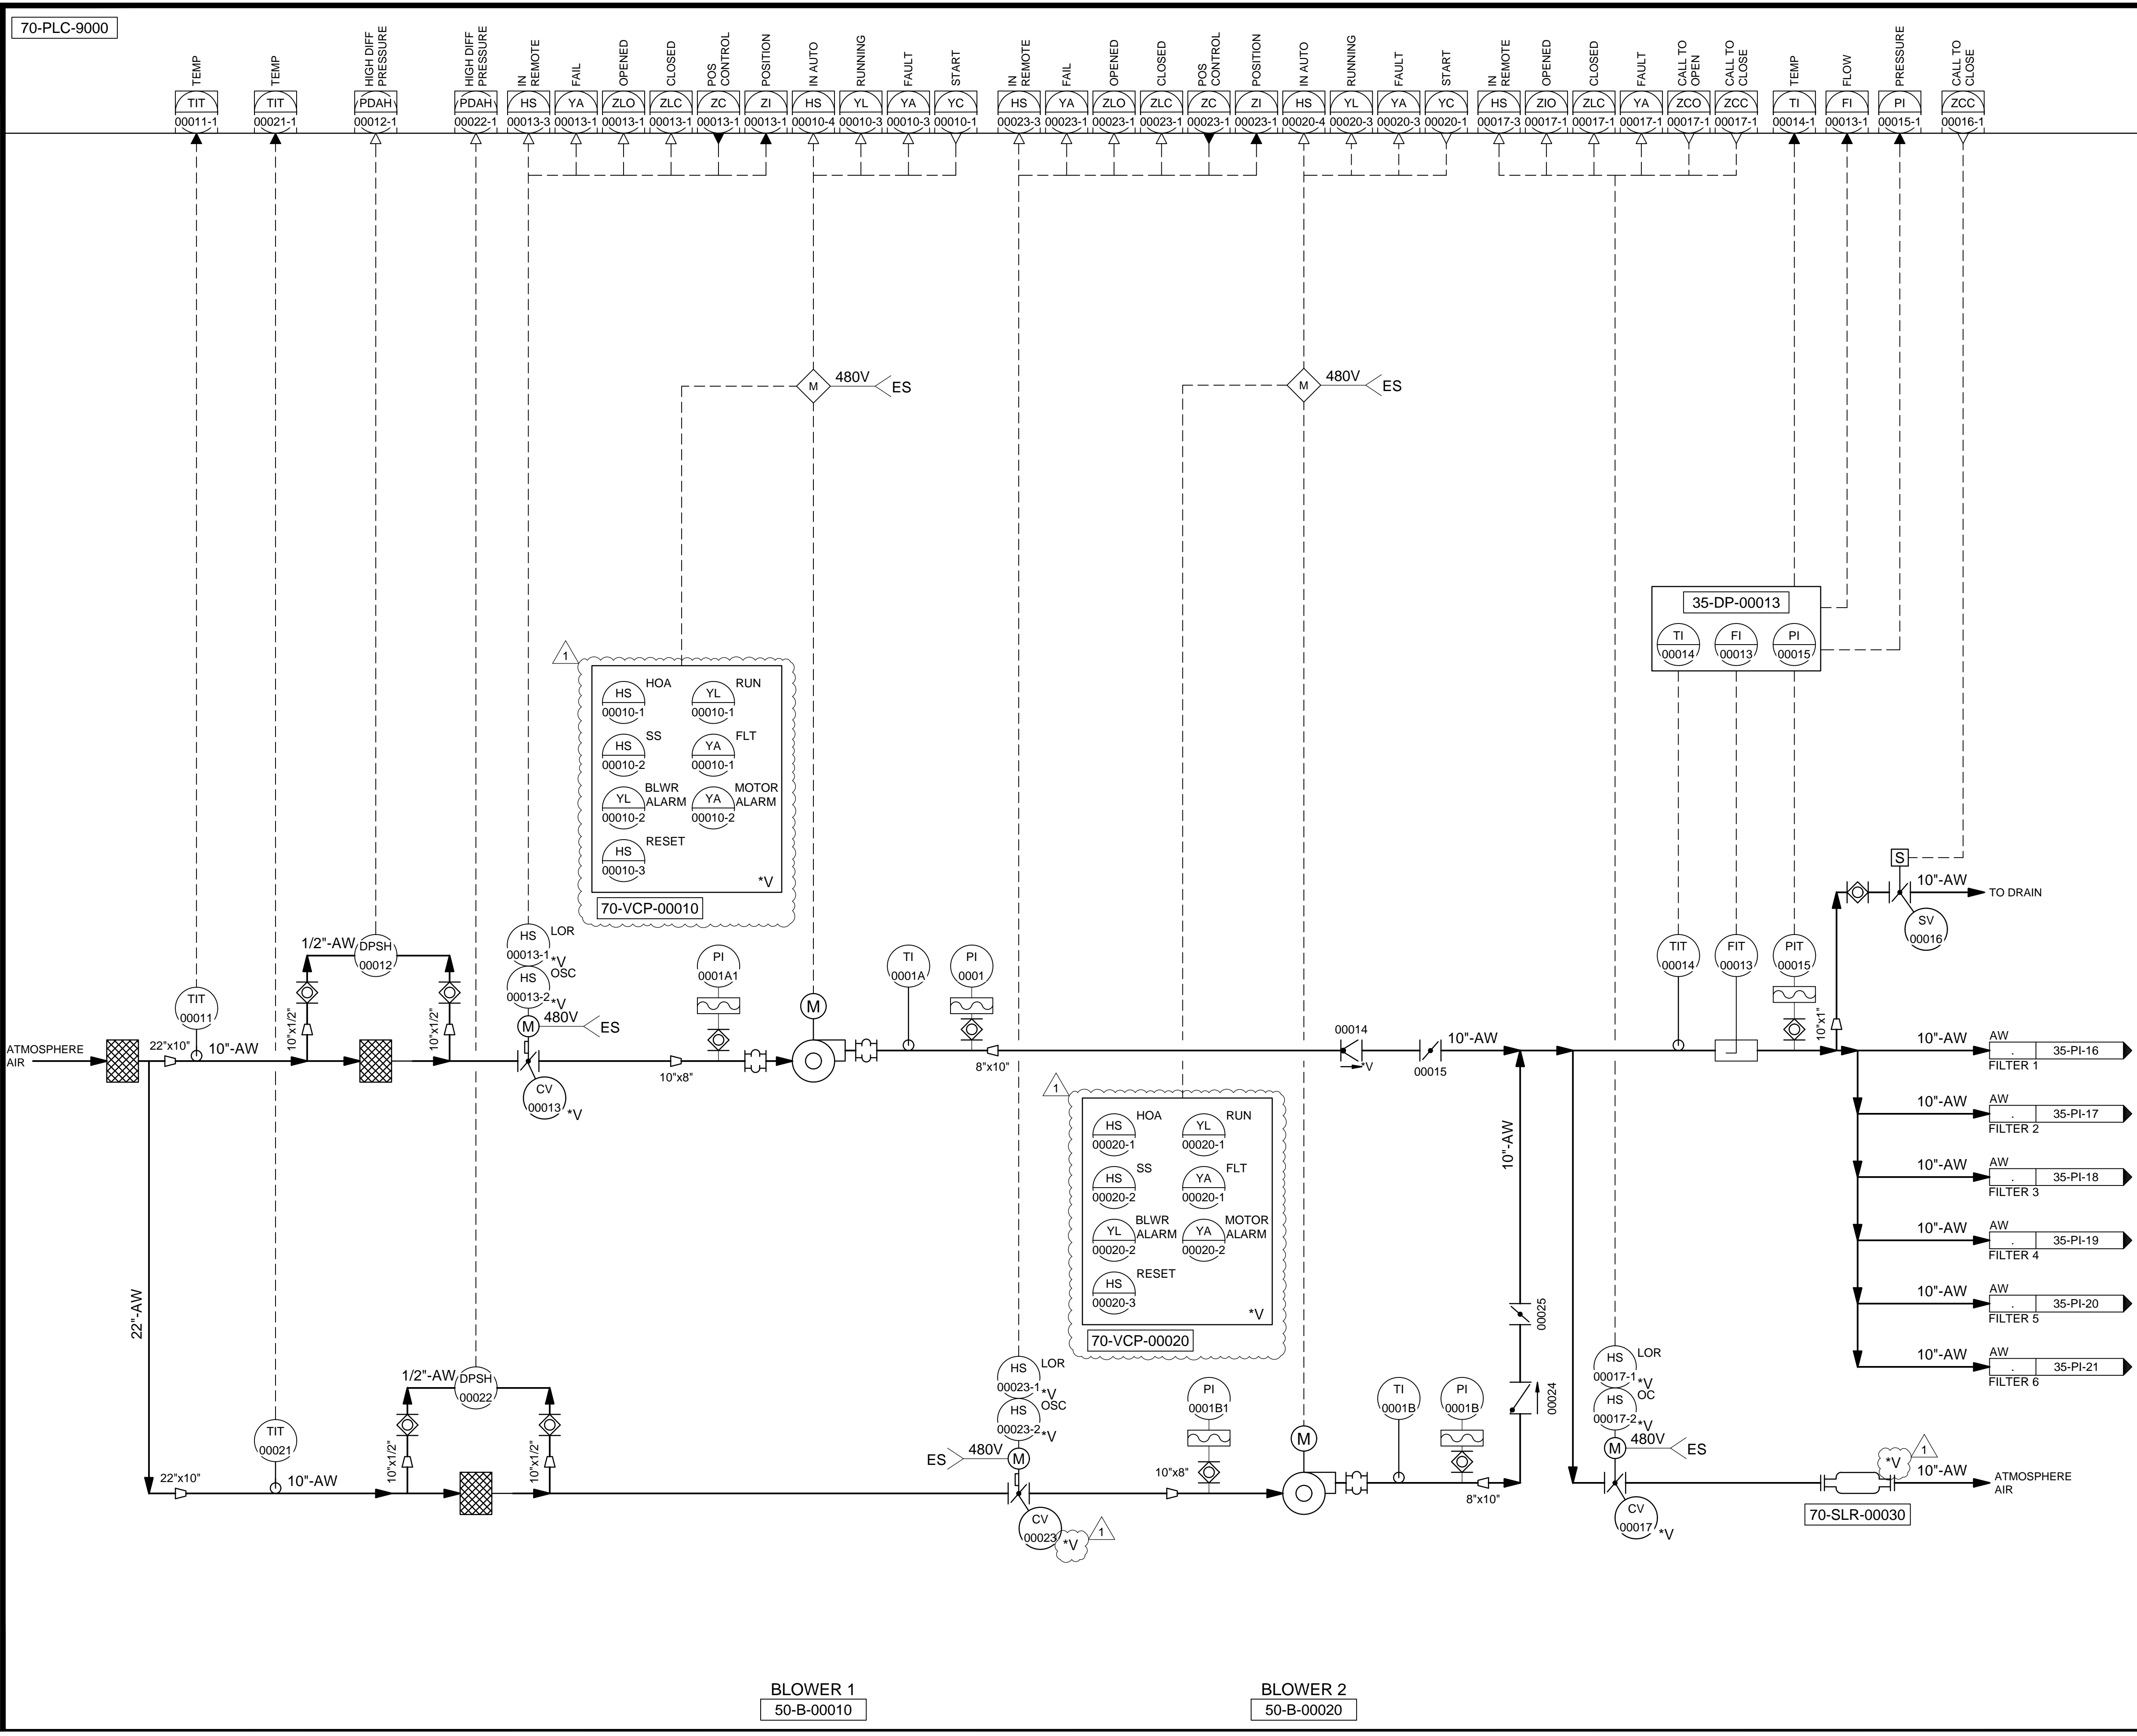 70-PLC-9000
TEMP
TEMP
HIGH DIFF
PRESSURE
HIGH DIFF
PRESSURE
IN
REMOTE
FAIL
OPENED
CLOSED
POS
CONTROL
POSITION
IN AUTO
RUNNING
FAULT
START
IN
REMOTE
FAIL
OPENED
CLOSED
POS
CONTROL
POSITION
IN AUTO
RUNNING
FAULT
START
IN
REMOTE
OPENED
CLOSED
FAULT
CALL TO
OPEN
CALL TO
CLOSE
TEMP
FLOW
PRESSURE
CALL TO
CLOSE
TIT
00011-1
TIT
00021-1
PDAH
00012-1
PDAH
00022-1
HS
00013-3
YA
00013-1
ZLO
00013-1
ZLC
00013-1
ZC
00013-1
ZI
00013-1
HS
00010-4
YL
00010-3
YA
00010-3
YC
00010-1
HS
00023-3
YA
00023-1
ZLO
00023-1
ZLC
00023-1
ZC
00023-1
ZI
00023-1
HS
00020-4
YL
00020-3
YA
00020-3
YC
00020-1
HS
00017-3
ZIO
00017-1
ZLC
00017-1
YA
00017-1
ZCO
00017-1
ZCC
00017-1
TI
00014-1
FI
00013-1
PI
00015-1
ZCC
00016-1
M
480V
ES
M
480V
ES
35-DP-00013
TI
00014
FI
00013
PI
00015
1
HS
00010-1
HOA
YL
00010-1
RUN
HS
00010-2
SS
YA
00010-1
FLT
YL
00010-2
BLWR
ALARM
YA
00010-2
MOTOR
ALARM
HS
00010-3
RESET
*V
70-VCP-00010
S
10"-AW
TO DRAIN
SV
00016
1/2"-AW
DPSH
00012
HS
00013-1
LOR
*V
HS
00013-2
OSC
*V
M
480V
ES
PI
0001A1
TI
0001A
PI
0001
TIT
00014
FIT
00013
PIT
00015
TIT
00011
10"x1/2"
10"x1/2"
M
10"x1"
ATMOSPHERE
AIR
22"x10"
10"-AW
CV
00013
*V
10"x8"
8"x10"
00014
*V
00015
10"-AW
10"-AW
AW
.
35-PI-16
FILTER 1
10"-AW
AW
.
35-PI-17
FILTER 2
10"-AW
AW
.
35-PI-18
FILTER 3
10"-AW
AW
.
35-PI-19
FILTER 4
10"-AW
AW
.
35-PI-20
FILTER 5
10"-AW
AW
.
35-PI-21
FILTER 6
1
HS
00020-1
HOA
YL
00020-1
RUN
HS
00020-2
SS
YA
00020-1
FLT
YL
00020-2
BLWR
ALARM
YA
00020-2
MOTOR
ALARM
HS
00020-3
RESET
*V
70-VCP-00020
10"-AW
00025
00024
22"-AW
1/2"-AW
DPSH
00022
TIT
00021
22"x10"
10"-AW
10"x1/2"
10"x1/2"
HS
00023-1
LOR
*V
HS
00023-2
OSC
*V
ES
480V
M
CV
00023
*V
1
10"x8"
PI
0001B1
M
TI
0001B
PI
0001B
8"x10"
HS
00017-1
LOR
*V
HS
00017-2
OC
*V
M
480V
ES
CV
00017
*V
*V
1
10"-AW
ATMOSPHERE
AIR
70-SLR-00030
BLOWER 1
50-B-00010
BLOWER 2
50-B-00020